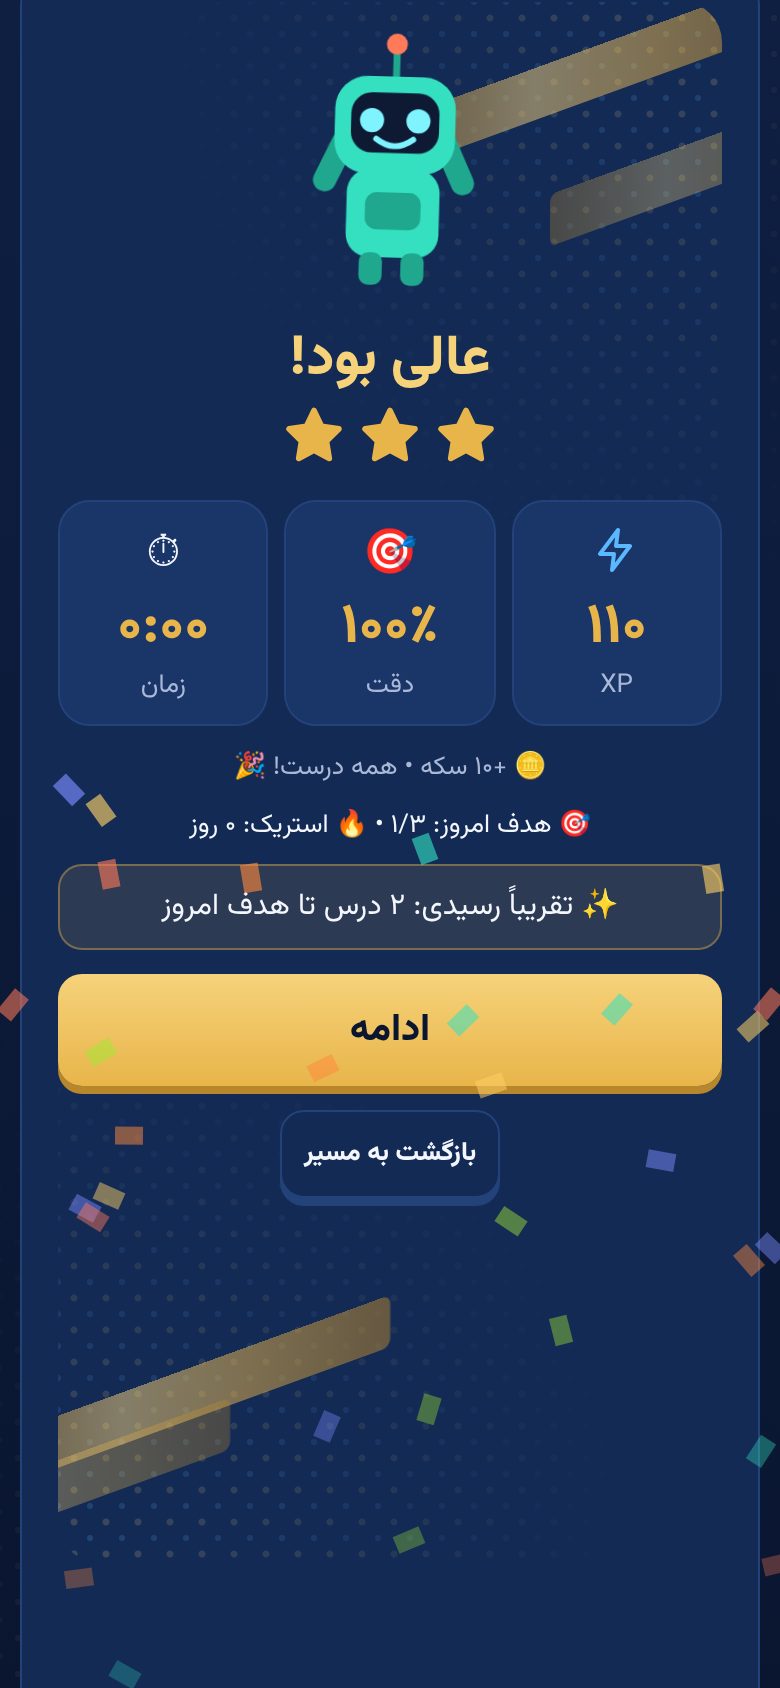 عالی بود!
۱۱۰
XP
۱۰۰٪
دقت
۰:۰۰
زمان
🪙 +۱۰ سکه • همه درست! 🎉
🎯 هدف امروز: ۱/۳ • 🔥 استریک: ۰ روز
✨ تقریباً رسیدی: ۲ درس تا هدف امروز
ادامه
بازگشت به مسیر